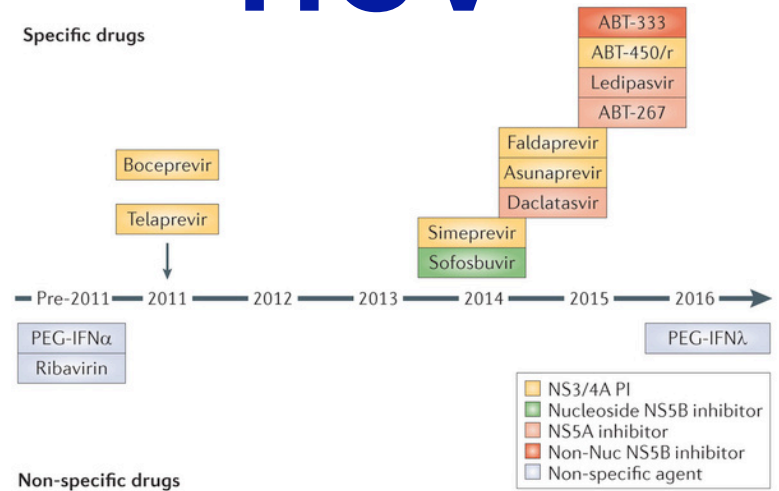 HCV
Specific drugs
ABT-333
ABT-450/r
Ledipasvir
ABT-267
Boceprevir
Faldaprevir
Asunaprevir
Daclatasvir
Telaprevir
Simeprevir
Sofosbuvir
Pre-2011 2011 2012 2013 2014 2015 2016
PEG-IFNα
Ribavirin
PEG-IFNλ
NS3/4A PI
Nucleoside NS5B inhibitor
NS5A inhibitor
Non-Nuc NS5B inhibitor
Non-specific agent
Non-specific drugs